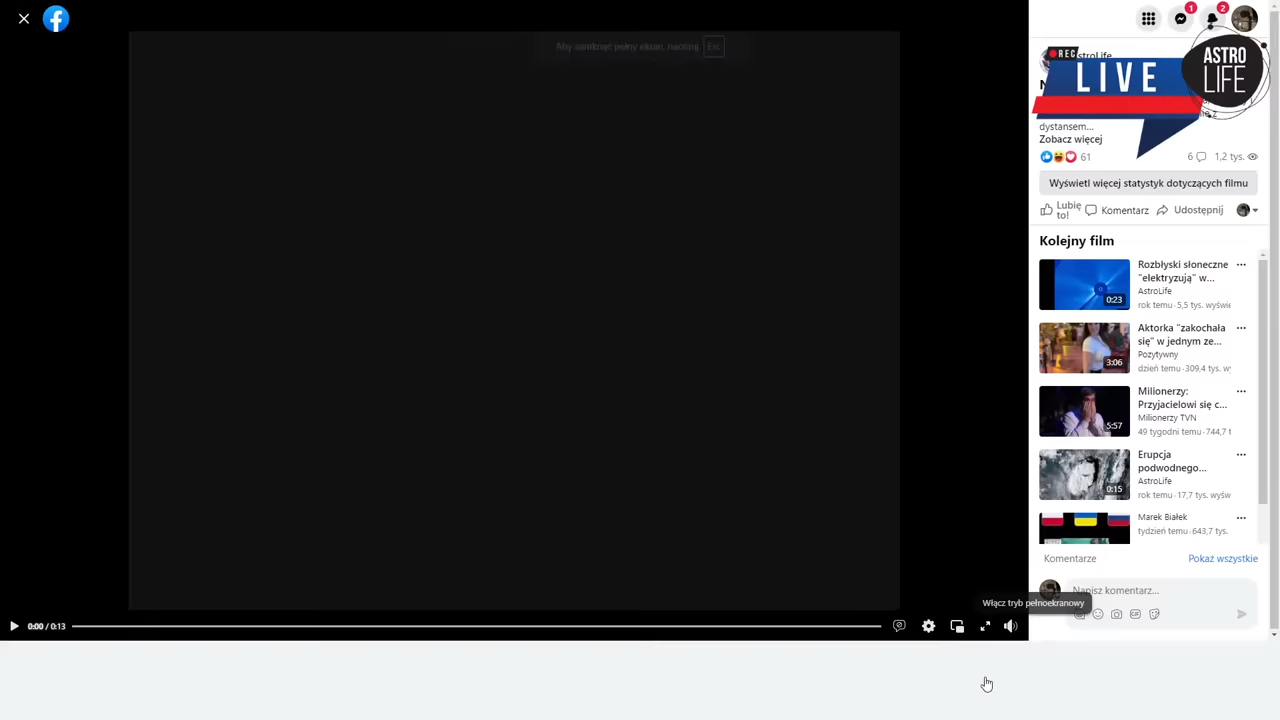 Aby zamknąć pełny ekran, naciśnij Esc
1
2
REC
AstroLife
LIVE
ASTRO
LIFE
dystansem...
Zobacz więcej
61
6
1,2 tys.
Wyświetl więcej statystyk dotyczących filmu
Lubię to!
Komentarz
Udostępnij
Kolejny film
Rozbłyski słoneczne
"elektryzują" w...
AstroLife
rok temu · 5,5 tys. wyświe
0:23
Aktorka "zakochała
się" w jednym ze...
Pozytywny
dzień temu · 309,4 tys. wy
3:06
Milionerzy:
Przyjacielowi się c...
Milionerzy TVN
49 tygodni temu · 744,7 t
5:57
Erupcja
podwodnego...
AstroLife
rok temu · 17,7 tys. wyśw
0:15
Marek Białek
tydzień temu · 643,7 tys.
Komentarze
Pokaż wszystkie
Napisz komentarz...
GIF
Włącz tryb pełnoekranowy
0:00 / 0:13